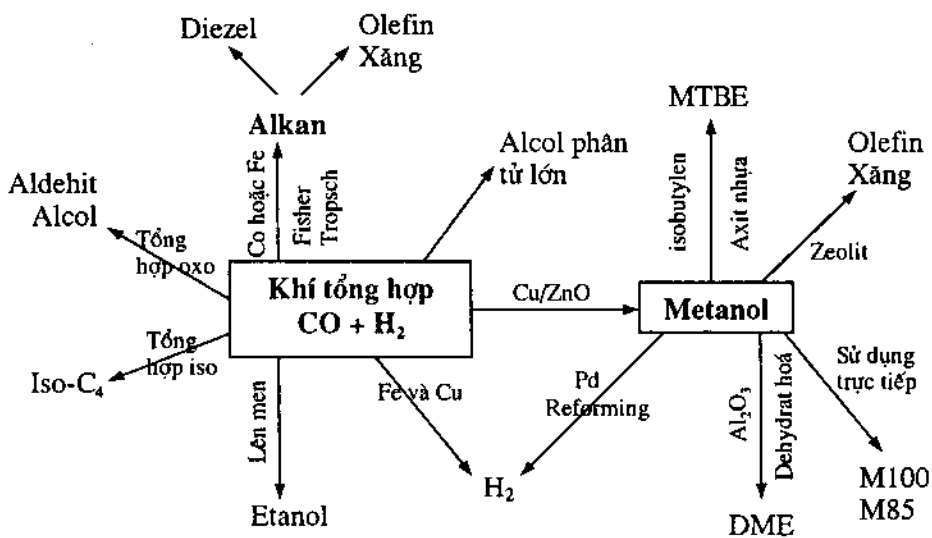 Diezel
Olefin
Xăng
Alkan
MTBE
Alcol phân
tử lớn
Olefin
Xăng
Aldehit
Alcol
Co hoặc Fe
Fisher
Tropsch
isobutylen
Axit nhựa
Zeolit
Tổng
hợp oxo
Khí tổng hợp
CO + H₂
Cu/ZnO
Metanol
Tổng
hợp iso
Iso-C₄
Lên men
Fe và Cu
Pd
Reforming
Al₂O₃
Dehydrat hoá
Sử dụng
trực tiếp
H₂
Etanol
DME
M100
M85